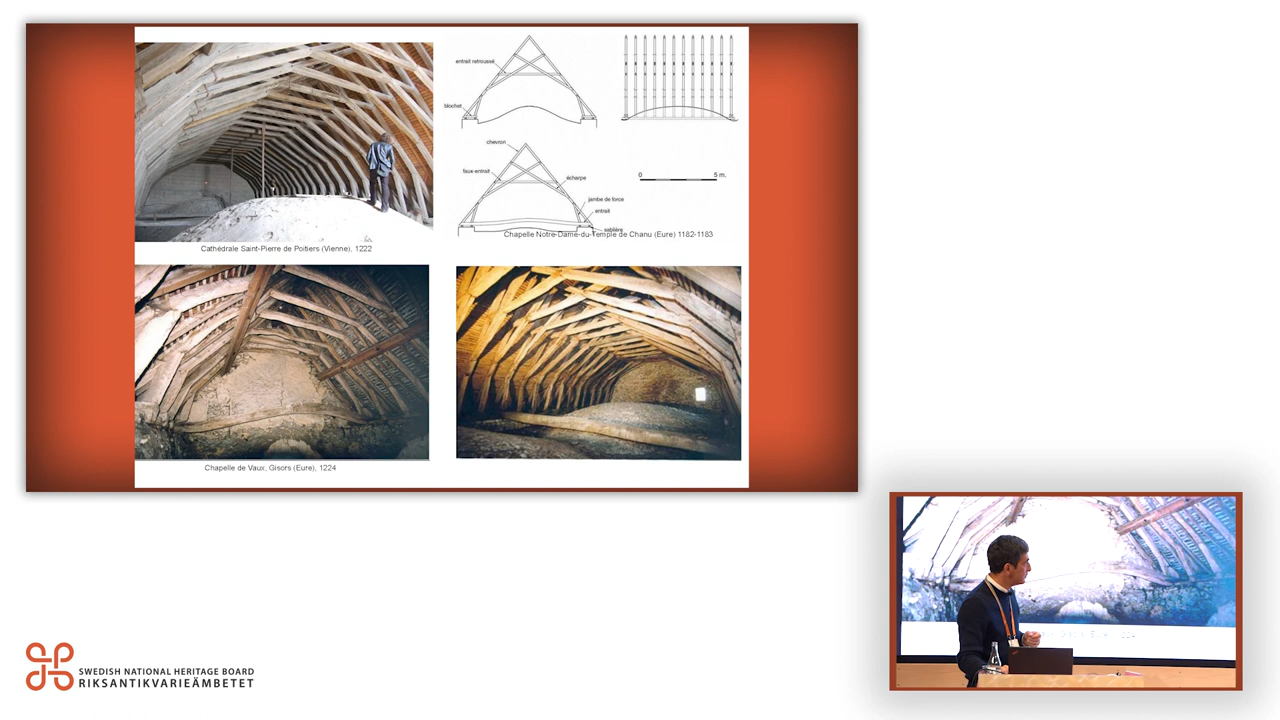 entrait retroussé
blochet
chevron
faux-entrait
écharpe
jambe de force
entrait
sablière
0 5 m.
Chapelle Notre-Dame-du-Temple de Chanu (Eure) 1182-1183
Cathédrale Saint-Pierre de Poitiers (Vienne), 1222
Chapelle de Vaux, Gisors (Eure), 1224
SWEDISH NATIONAL HERITAGE BOARD
RIKSANTIKVARIEÄMBETET